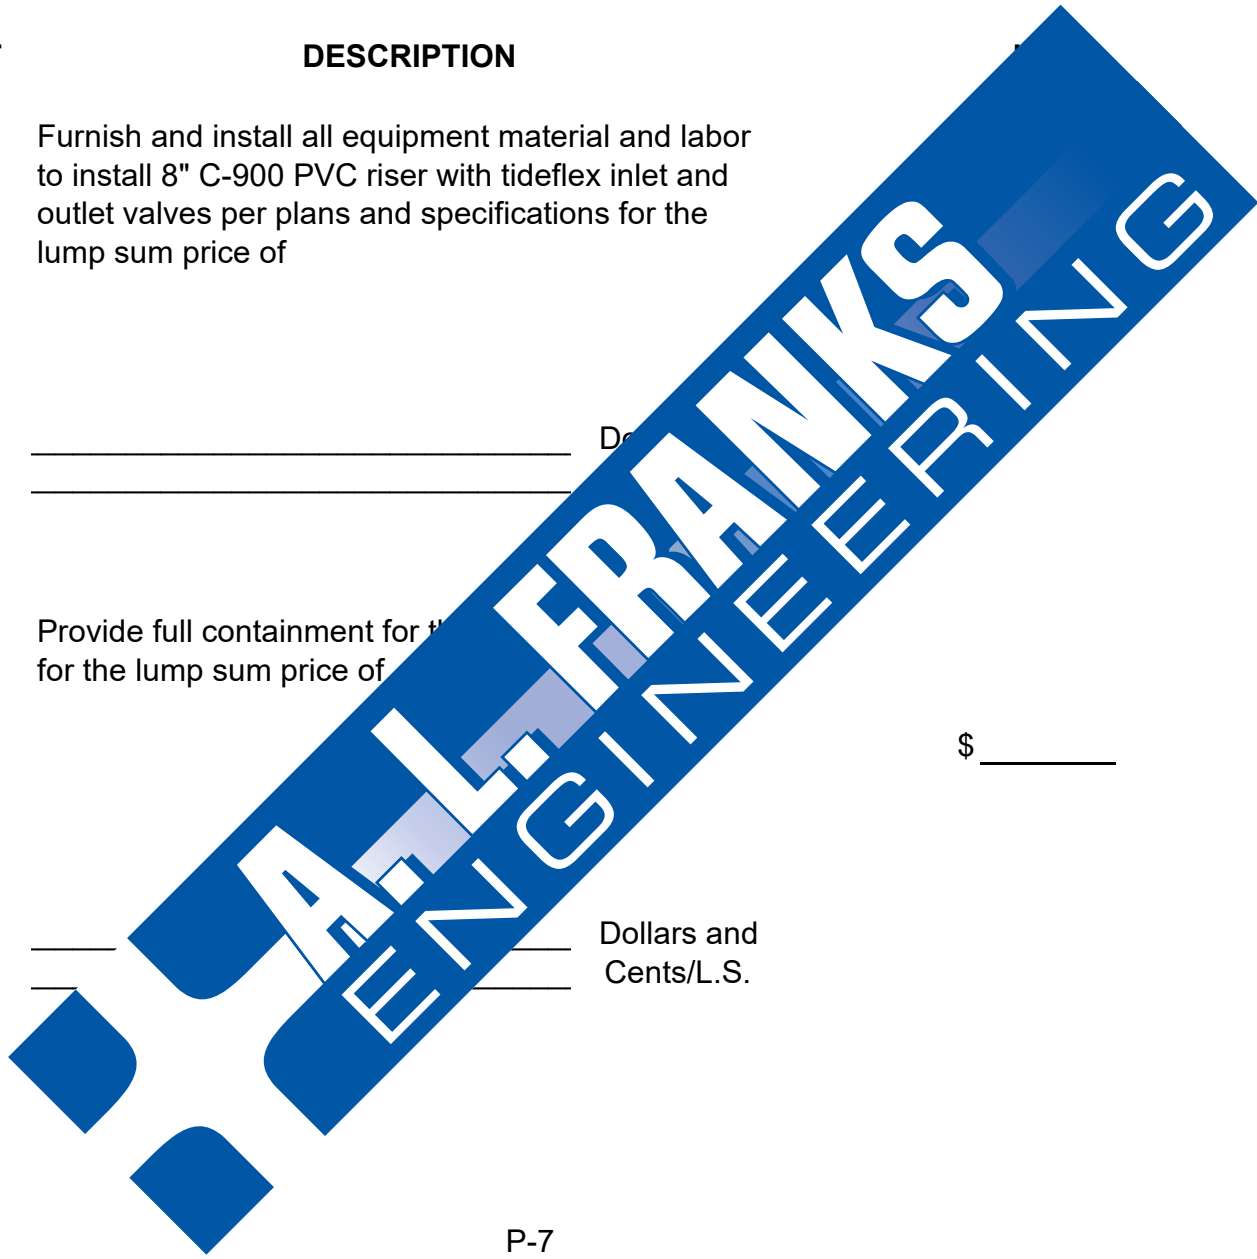 DESCRIPTION
Furnish and install all equipment material and labor
to install 8" C-900 PVC riser with tideflex inlet and
outlet valves per plans and specifications for the
lump sum price of
Provide full containment for
for the lump sum price of
$
Dollars and
Cents/L.S.
A.L. FRANKS
ENGINEERING
P-7